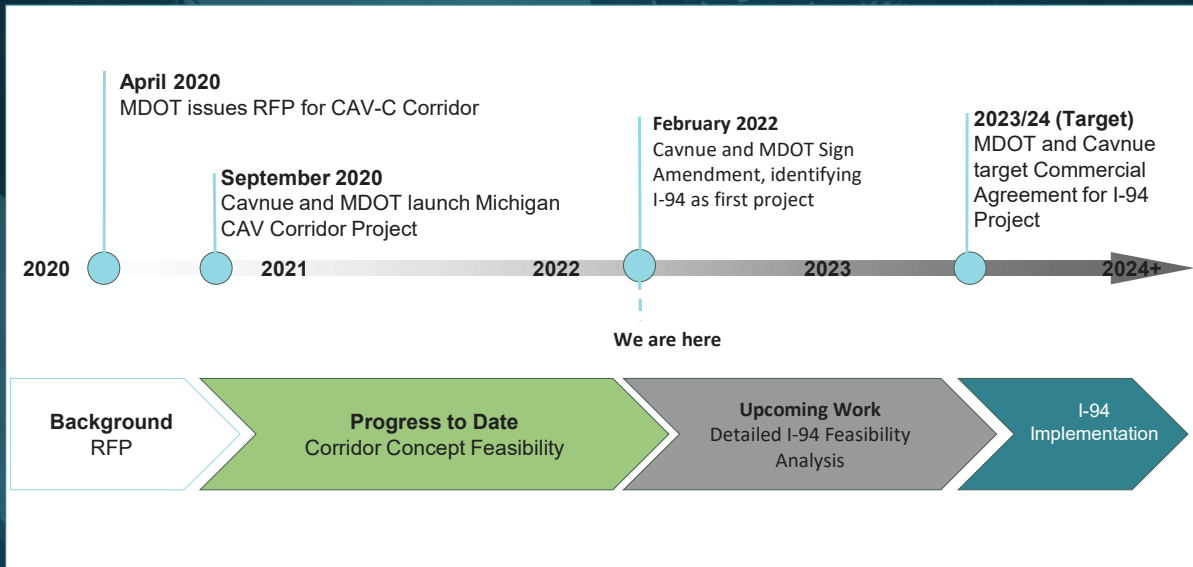 April 2020
MDOT issues RFP for CAV-C Corridor
September 2020
Cavnue and MDOT launch Michigan
CAV Corridor Project
February 2022
Cavnue and MDOT Sign
Amendment, identifying
I-94 as first project
2023/24 (Target)
MDOT and Cavnue
target Commercial
Agreement for I-94
Project
2020
2021
2022
2023
2024+
We are here
Background
RFP
Progress to Date
Corridor Concept Feasibility
Upcoming Work
Detailed I-94 Feasibility
Analysis
I-94
Implementation